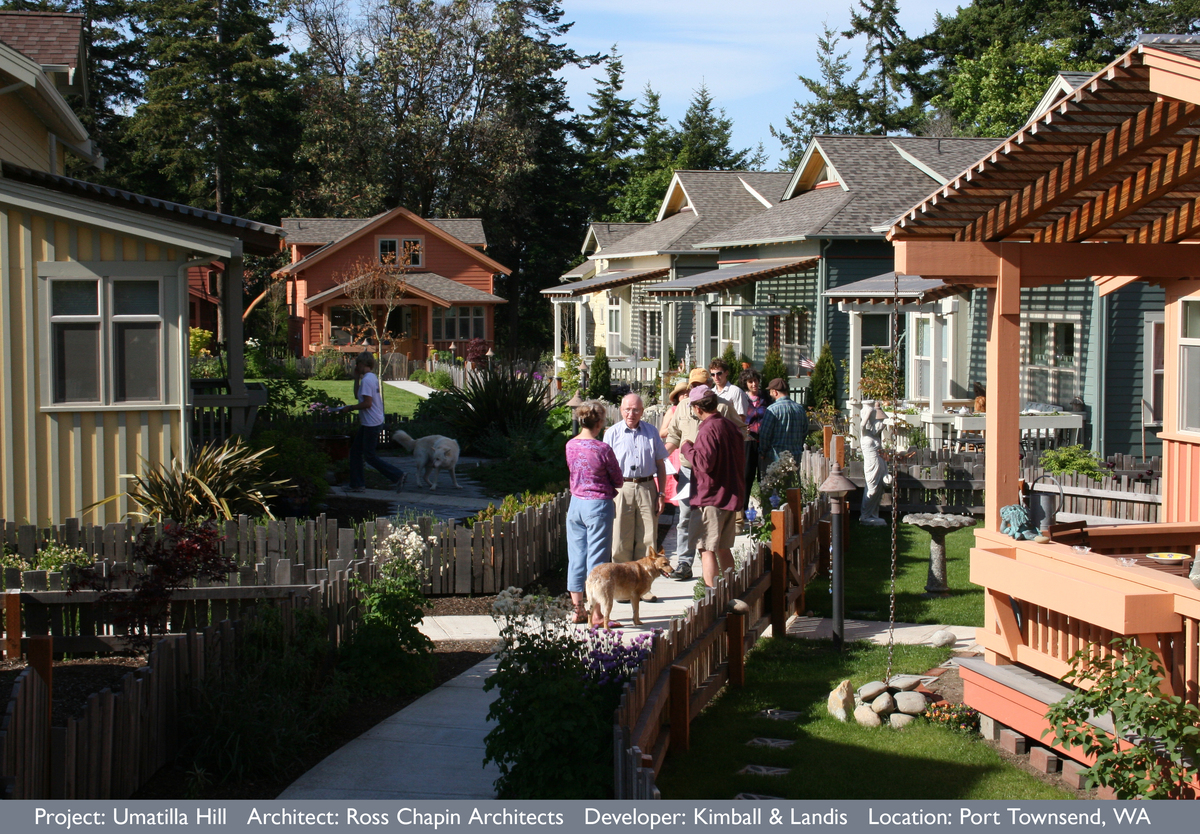 Project: Umatilla Hill Architect: Ross Chapin Architects Developer: Kimball & Landis Location: Port Townsend, WA